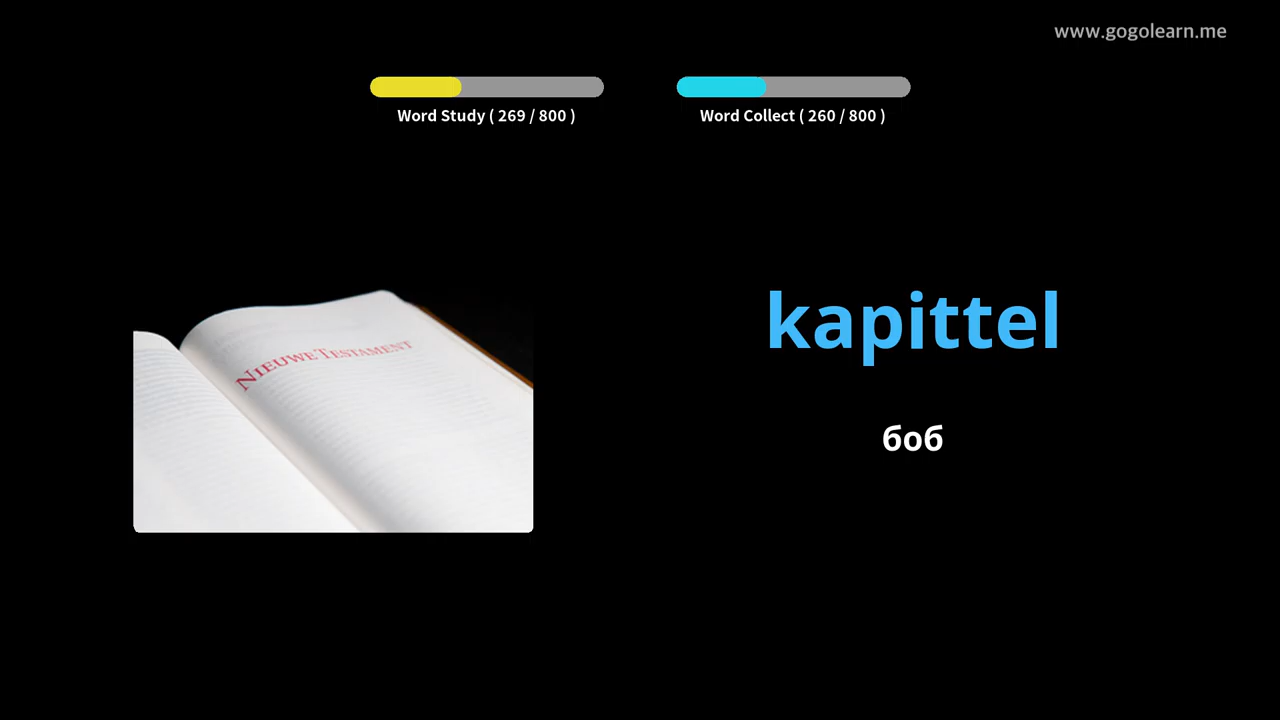 www.gogolearn.me
Word Study ( 269 / 800 )
Word Collect ( 260 / 800 )
NIEUWE TESTAMENT
kapittel
боб